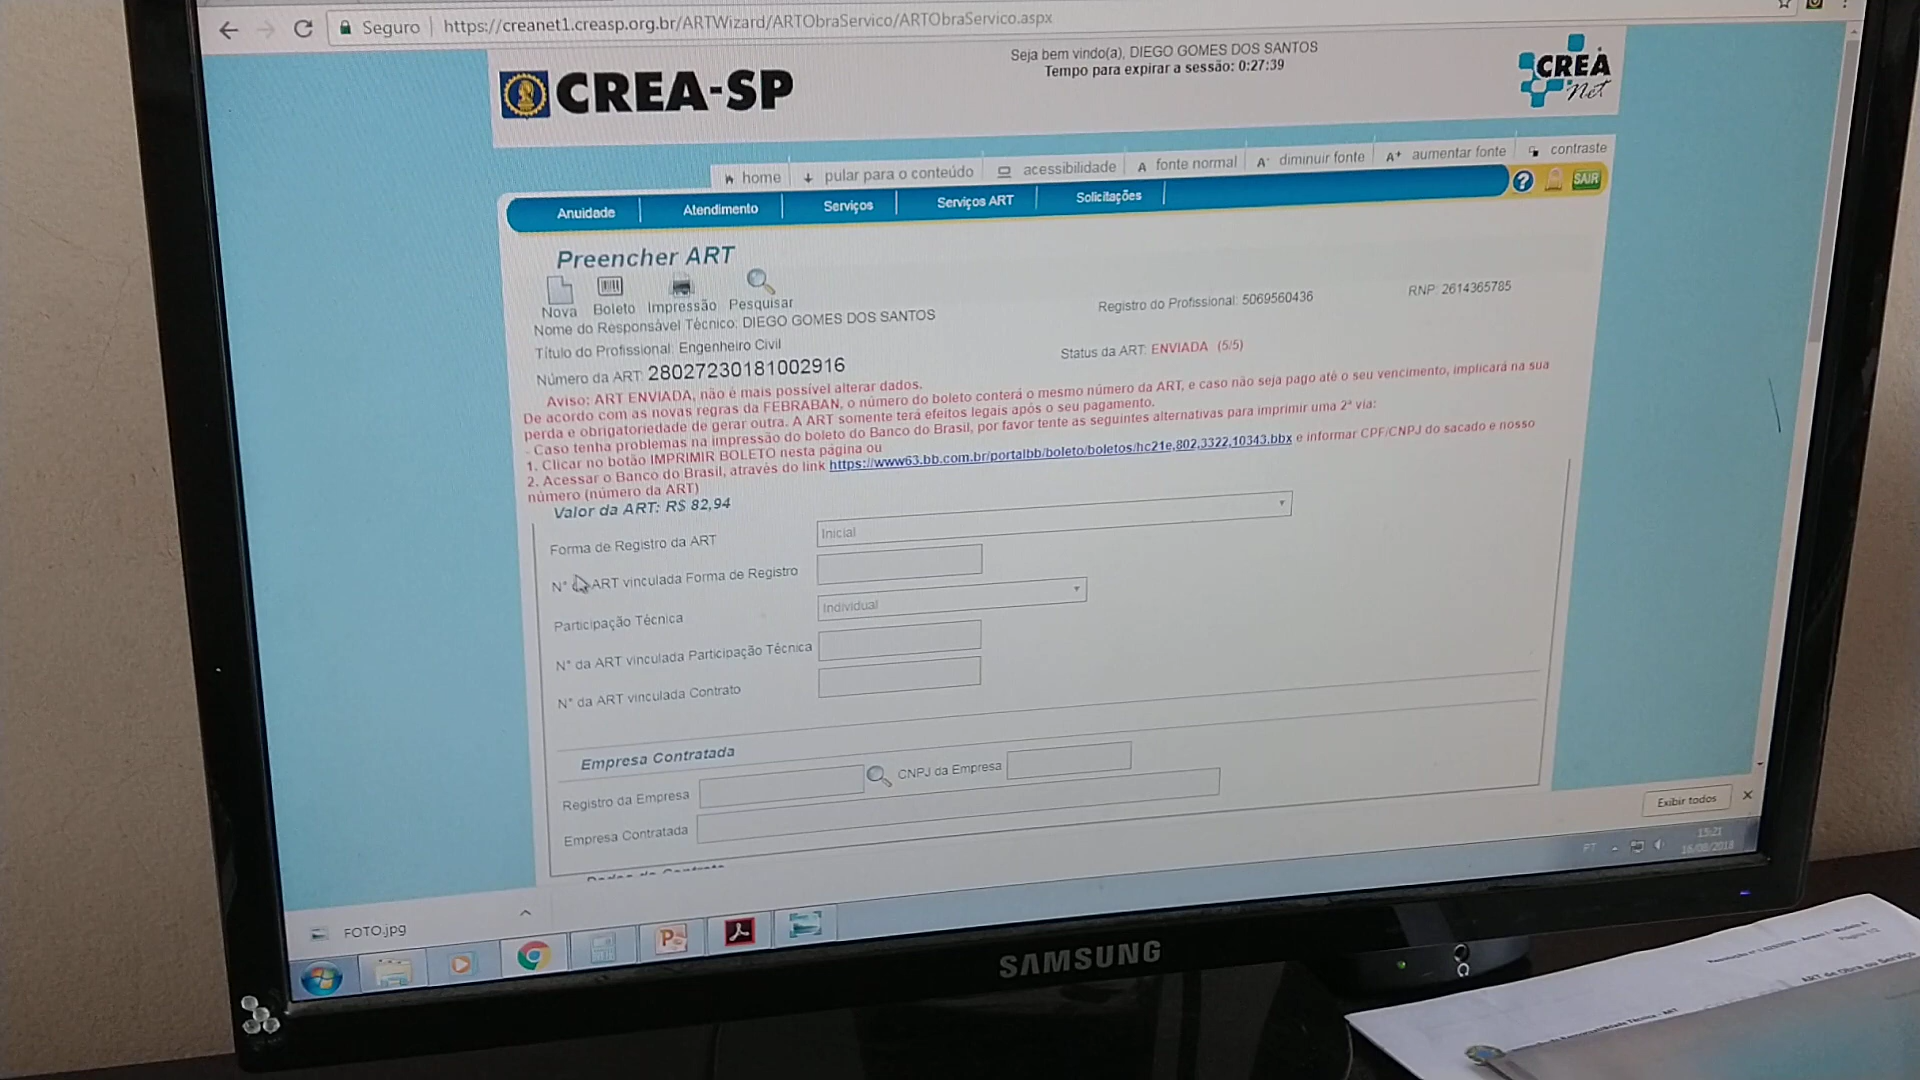 Seguro | https://creanet1.creasp.org.br/ARTWizard/ARTObraServico/ARTObraServico.aspx
CREA-SP
Seja bem vindo(a), DIEGO GOMES DOS SANTOS
Tempo para expirar a sessão: 0:27:39
CREA
Net
home
pular para o conteúdo
acessibilidade
A fonte normal
A- diminuir fonte
A+ aumentar fonte
contraste
Anuidade
Atendimento
Serviços
Serviços ART
Solicitações
?
SAIR
Preencher ART
Nova Boleto Impressão Pesquisar
Nome do Responsável Técnico: DIEGO GOMES DOS SANTOS
Registro do Profissional: 5069560436
RNP: 2614365785
Título do Profissional: Engenheiro Civil
Número da ART: 28027230181002916
Status da ART: ENVIADA (5/5)
Aviso: ART ENVIADA, não é mais possível alterar dados.
De acordo com as novas regras da FEBRABAN, o número do boleto conterá o mesmo número da ART, e caso não seja pago até o seu vencimento, implicará na sua
perda e obrigatoriedade de gerar outra. A ART somente terá efeitos legais após o seu pagamento.
- Caso tenha problemas na impressão do boleto do Banco do Brasil, por favor tente as seguintes alternativas para imprimir uma 2ª via:
1. Clicar no botão IMPRIMIR BOLETO nesta página ou
2. Acessar o Banco do Brasil, através do link https://www63.bb.com.br/portalbb/boleto/boletos/hc21e,802,3322,10343.bbx e informar CPF/CNPJ do sacado e nosso
número (número da ART)
Valor da ART: R$ 82,94
Forma de Registro da ART
Inicial
N° da ART vinculada Forma de Registro
Participação Técnica
Individual
N° da ART vinculada Participação Técnica
N° da ART vinculada Contrato
Empresa Contratada
Registro da Empresa
CNPJ da Empresa
Empresa Contratada
Exibir todos
FOTO.jpg
PT
15:21
16/08/2018
SAMSUNG
ART de Obra ou Serviço